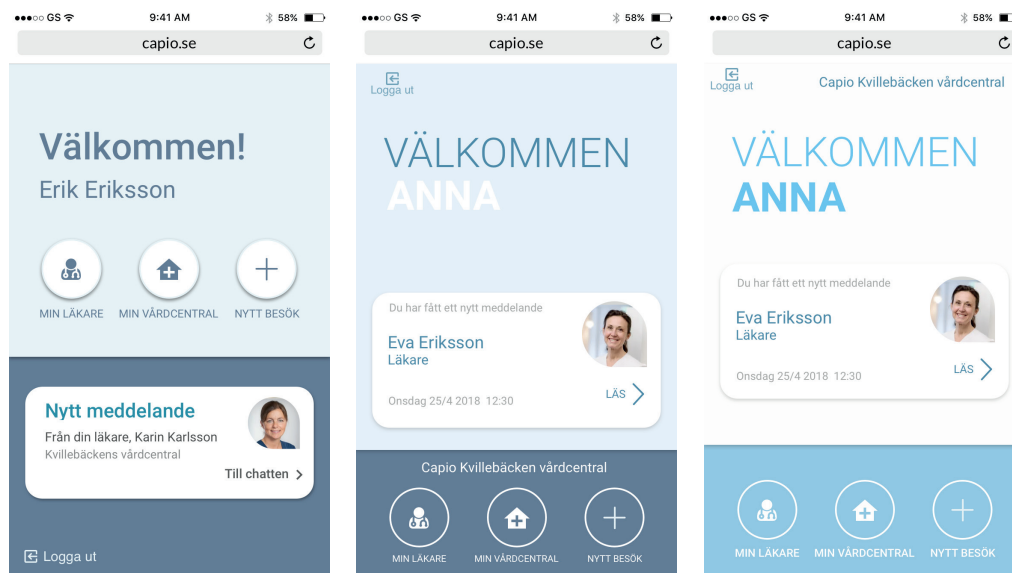 GS 9:41 AM 58%
capio.se
Välkommen!
Erik Eriksson
MIN LÄKARE MIN VÅRDCENTRAL NYTT BESÖK
Nytt meddelande
Från din läkare, Karin Karlsson
Kvillebäckens vårdcentral
Till chatten
Logga ut
GS 9:41 AM 58%
capio.se
Logga ut
VÄLKOMMEN
ANNA
Du har fått ett nytt meddelande
Eva Eriksson
Läkare
Onsdag 25/4 2018 12:30 LÄS
Capio Kvillebäcken vårdcentral
MIN LÄKARE MIN VÅRDCENTRAL NYTT BESÖK
GS 9:41 AM 58%
capio.se
Logga ut Capio Kvillebäcken vårdcentral
VÄLKOMMEN
ANNA
Du har fått ett nytt meddelande
Eva Eriksson
Läkare
Onsdag 25/4 2018 12:30 LÄS
MIN LÄKARE MIN VÅRDCENTRAL NYTT BESÖK